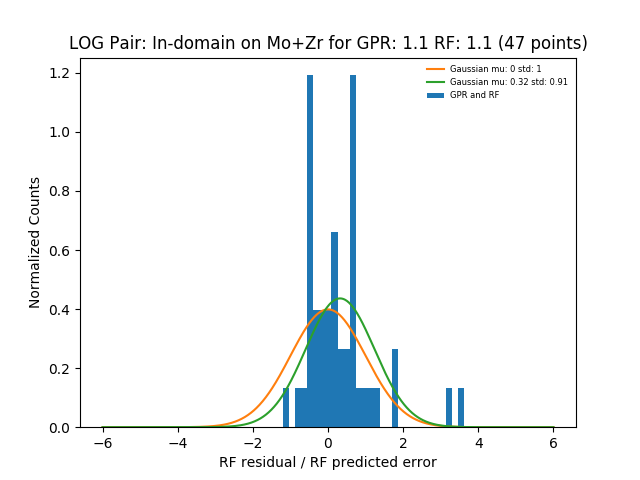 LOG Pair: In-domain on Mo+Zr for GPR: 1.1 RF: 1.1 (47 points)
Gaussian mu: 0 std: 1
Gaussian mu: 0.32 std: 0.91
GPR and RF
Normalized Counts
1.2
1.0
0.8
0.6
0.4
0.2
0.0
−6 −4 −2 0 2 4 6
RF residual / RF predicted error